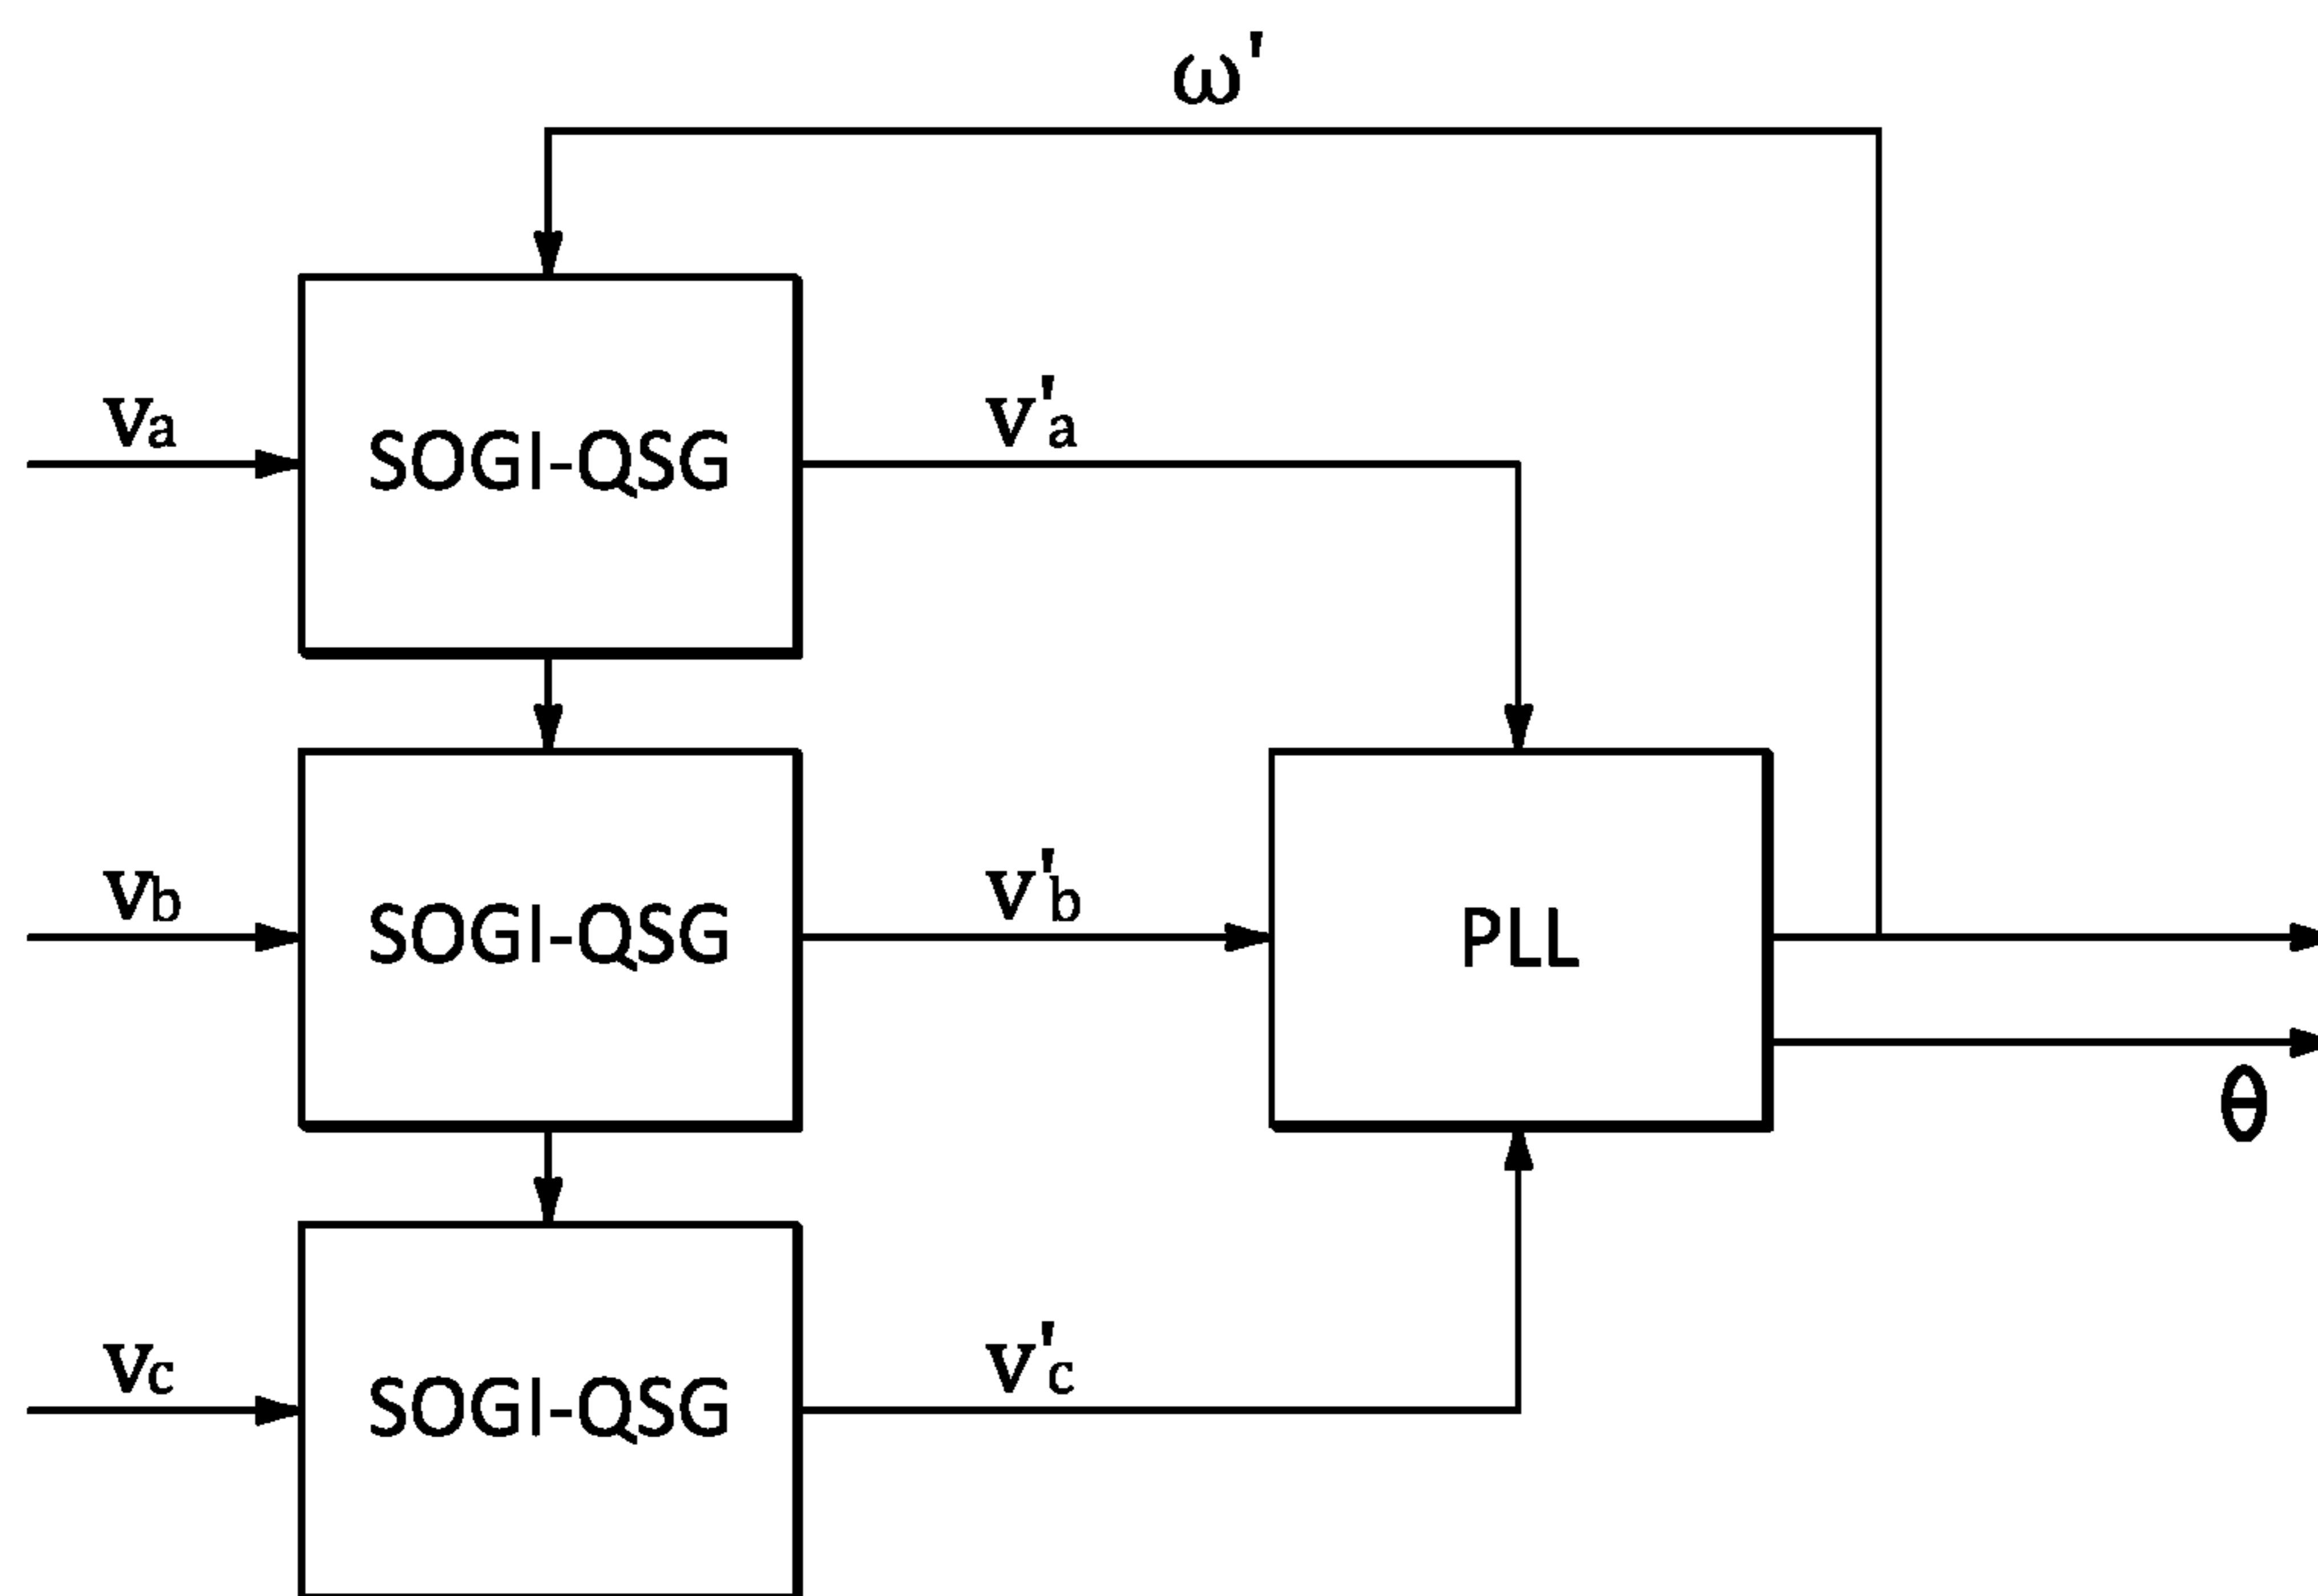 ω'
va
SOGI-QSG
v'a
vb
SOGI-QSG
v'b
PLL
θ
vc
SOGI-QSG
v'c